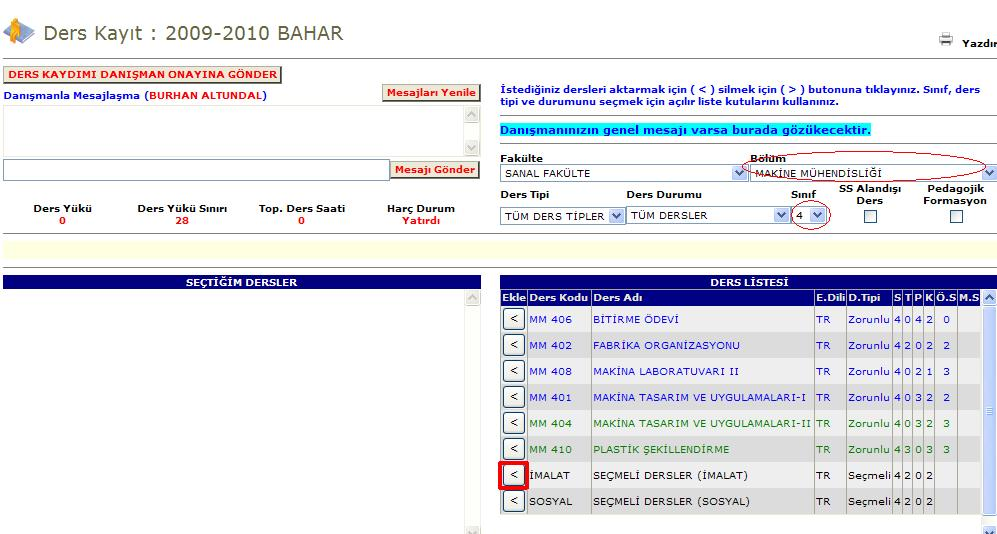 Ders Kayıt : 2009-2010 BAHAR
Yazdır
DERS KAYDIMI DANIŞMAN ONAYINA GÖNDER
Danışmanla Mesajlaşma (BURHAN ALTUNDAL)
Mesajları Yenile
Mesajı Gönder
Ders Yükü Ders Yükü Sınırı Top. Ders Saati Harç Durum
0 28 0 Yatırdı
İstediğiniz dersleri aktarmak için ( < ) silmek için ( > ) butonuna tıklayınız. Sınıf, ders
tipi ve durumunu seçmek için açılır liste kutularını kullanınız.
Danışmanınızın genel mesajı varsa burada gözükecektir.
Fakülte Bölüm
SANAL FAKÜLTE MAKİNE MÜHENDİSLİĞİ
Ders Tipi Ders Durumu Sınıf SS Alandışı Ders Pedagojik Formasyon
TÜM DERS TİPLER TÜM DERSLER 4
SEÇTİĞİM DERSLER
DERS LİSTESİ
Ekle Ders Kodu Ders Adı E.Dili D.Tipi S T P K Ö.S M.S
< MM 406 BİTİRME ÖDEVİ TR Zorunlu 4 0 4 2 0
< MM 402 FABRİKA ORGANİZASYONU TR Zorunlu 4 2 0 2 2
< MM 408 MAKİNA LABORATUVARI II TR Zorunlu 4 0 2 1 3
< MM 401 MAKİNA TASARIM VE UYGULAMALARI-I TR Zorunlu 4 0 3 2 2
< MM 404 MAKİNA TASARIM VE UYGULAMALARI-II TR Zorunlu 4 0 3 2 3
< MM 410 PLASTİK ŞEKİLLENDİRME TR Zorunlu 4 3 0 3 3
< İMALAT SEÇMELİ DERSLER (İMALAT) TR Seçmeli 4 2 0 2
< SOSYAL SEÇMELİ DERSLER (SOSYAL) TR Seçmeli 4 2 0 2